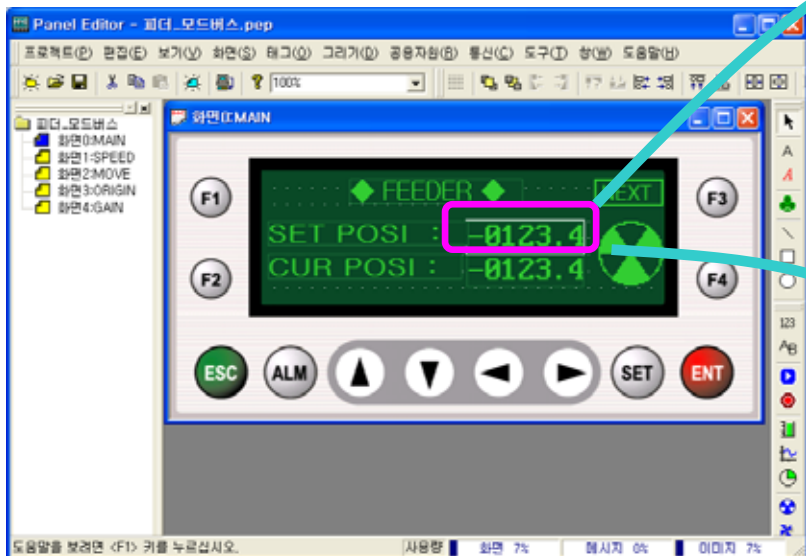 Panel Editor - 피더_모드버스.pep
프로젝트(P) 편집(E) 보기(V) 화면(S) 태그(O) 그리기(D) 공용자원(B) 통신(C) 도구(T) 창(W) 도움말(H)
100%
피더_모드버스
화면0:MAIN
화면1:SPEED
화면2:MOVE
화면3:ORIGIN
화면4:GAIN
화면0:MAIN
F1
FEEDER
NEXT
F3
SET POSI : -0123.4
CUR POSI : -0123.4
F2
F4
ESC
ALM
SET
ENT
A
A
123
AB
도움말을 보려면 <F1> 키를 누르십시오.
사용량
화면 7%
메시지 0%
이미지 7%